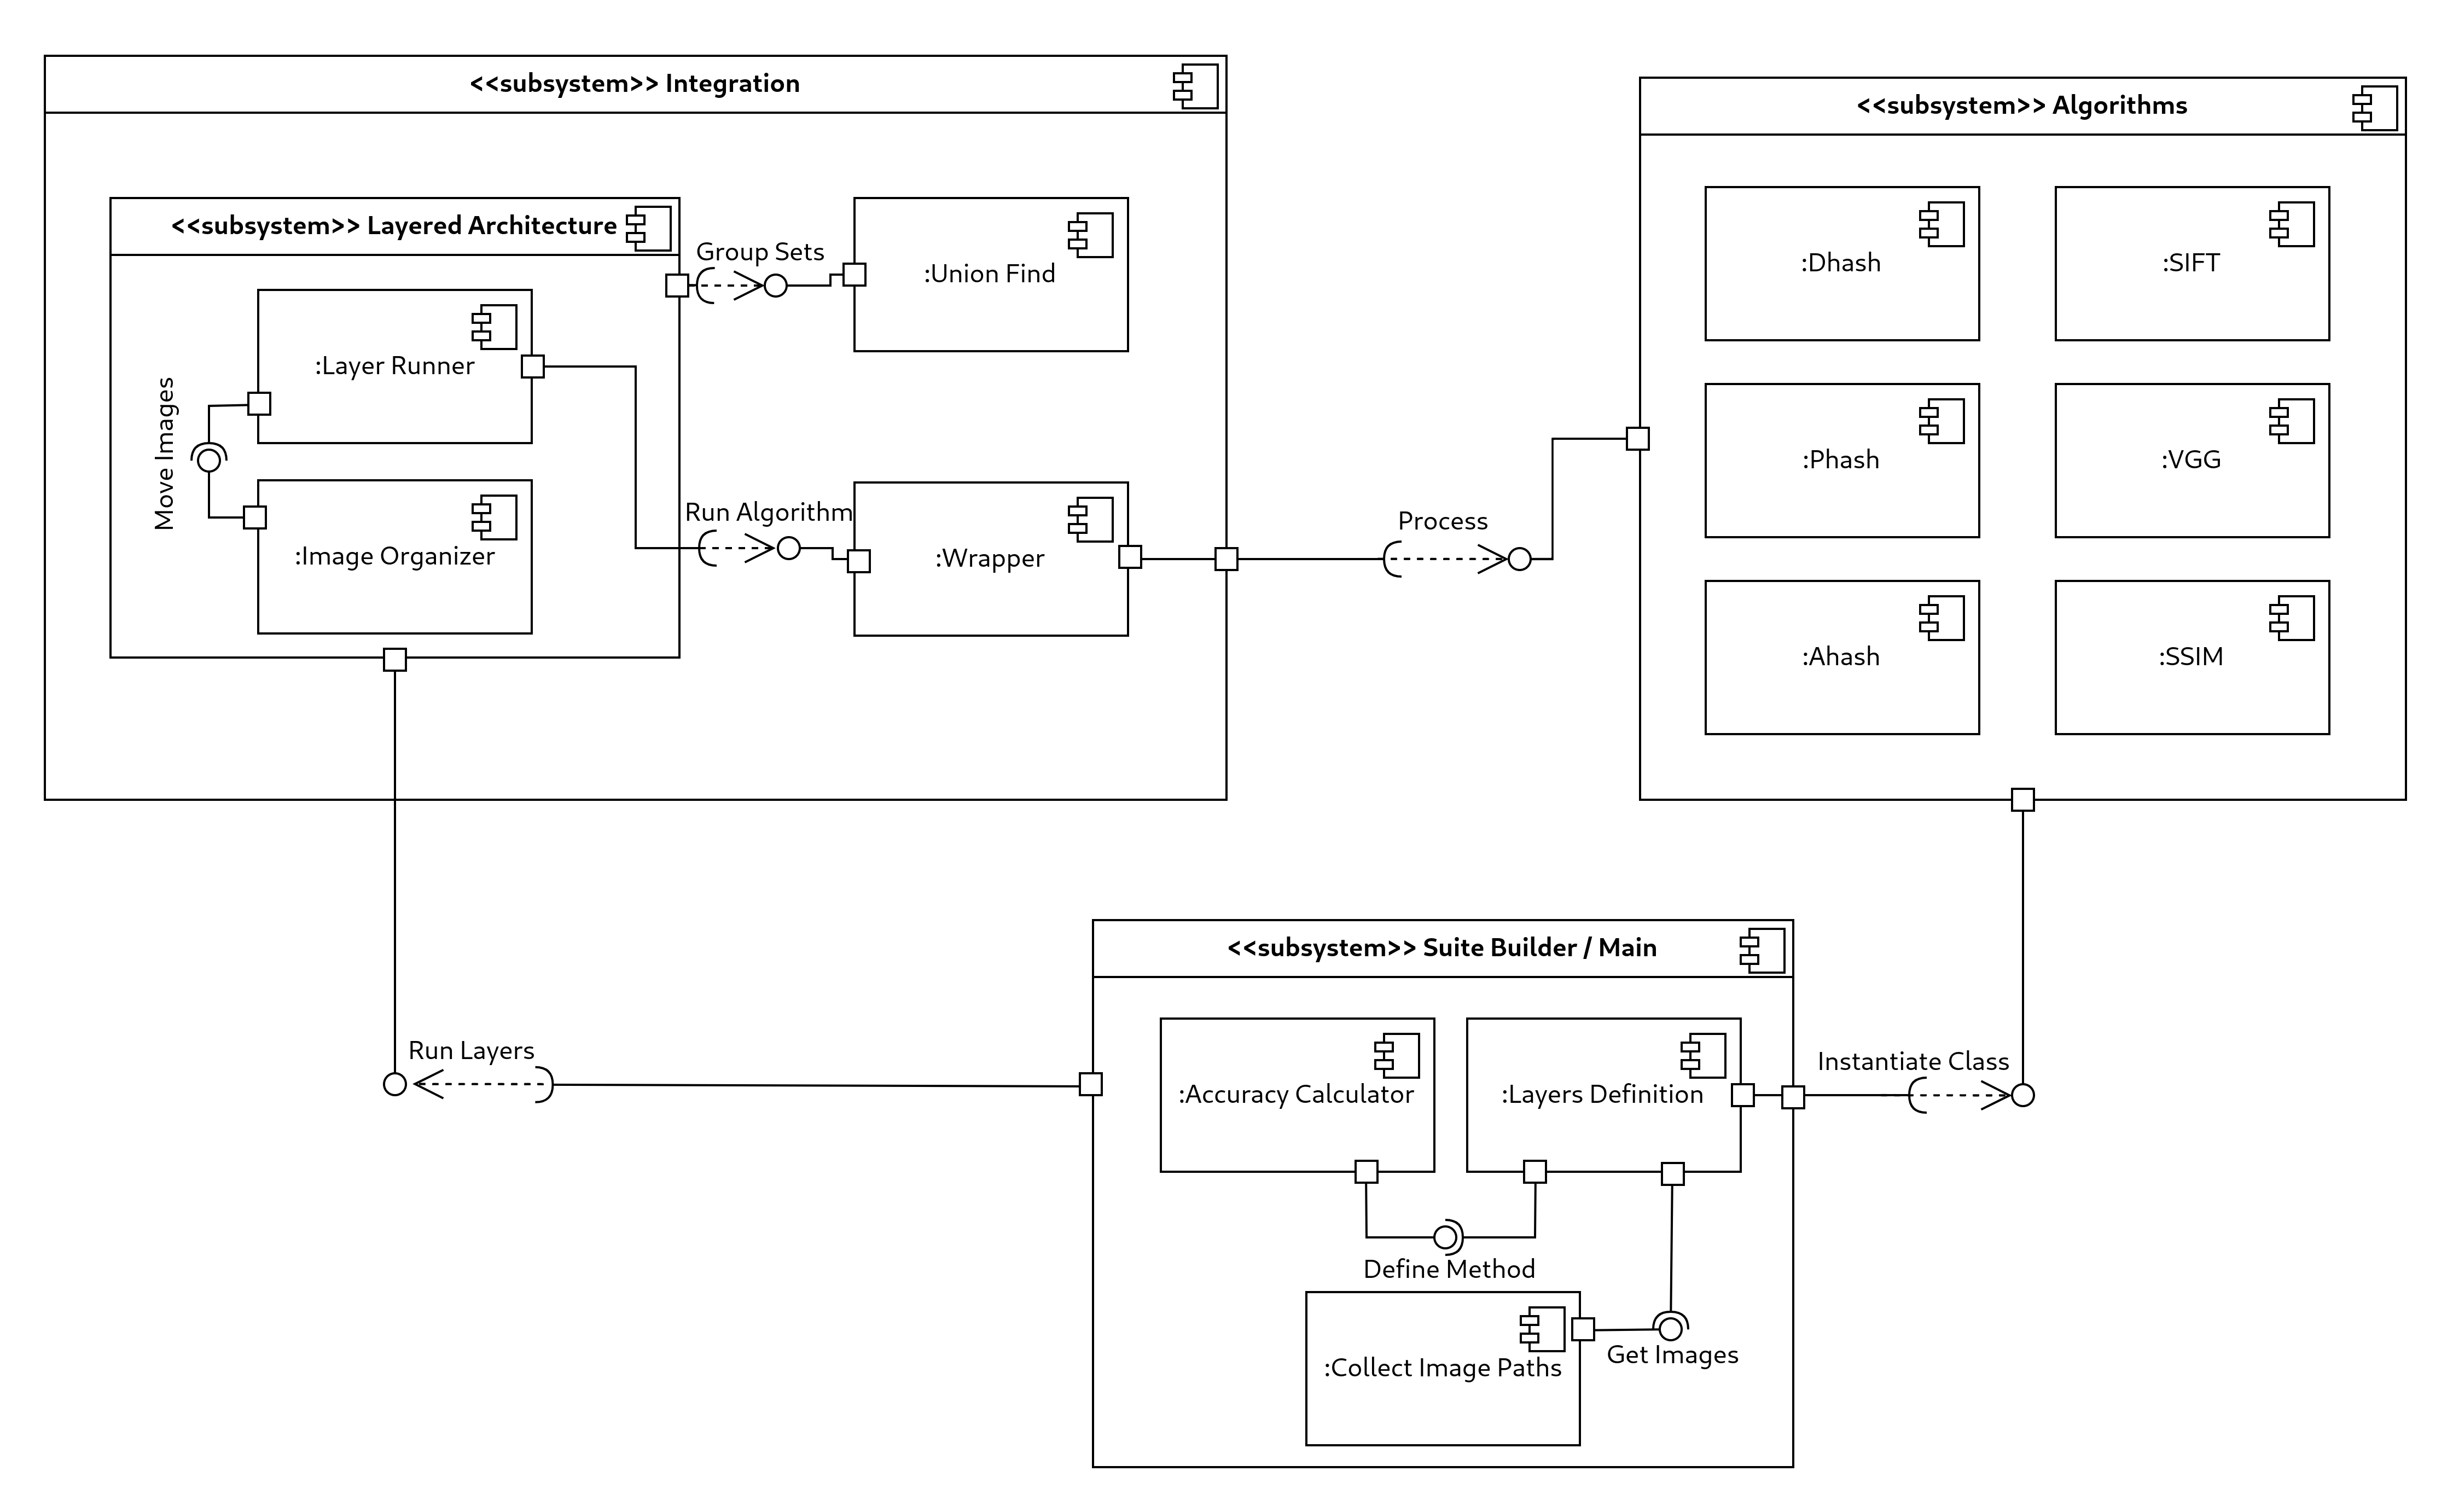 <<subsystem>> Integration
<<subsystem>> Layered Architecture
:Layer Runner
Move Images
:Image Organizer
Group Sets
:Union Find
Run Algorithm
:Wrapper
Process
<<subsystem>> Algorithms
:Dhash
:SIFT
:Phash
:VGG
:Ahash
:SSIM
Run Layers
<<subsystem>> Suite Builder / Main
:Accuracy Calculator
:Layers Definition
Instantiate Class
Define Method
:Collect Image Paths
Get Images